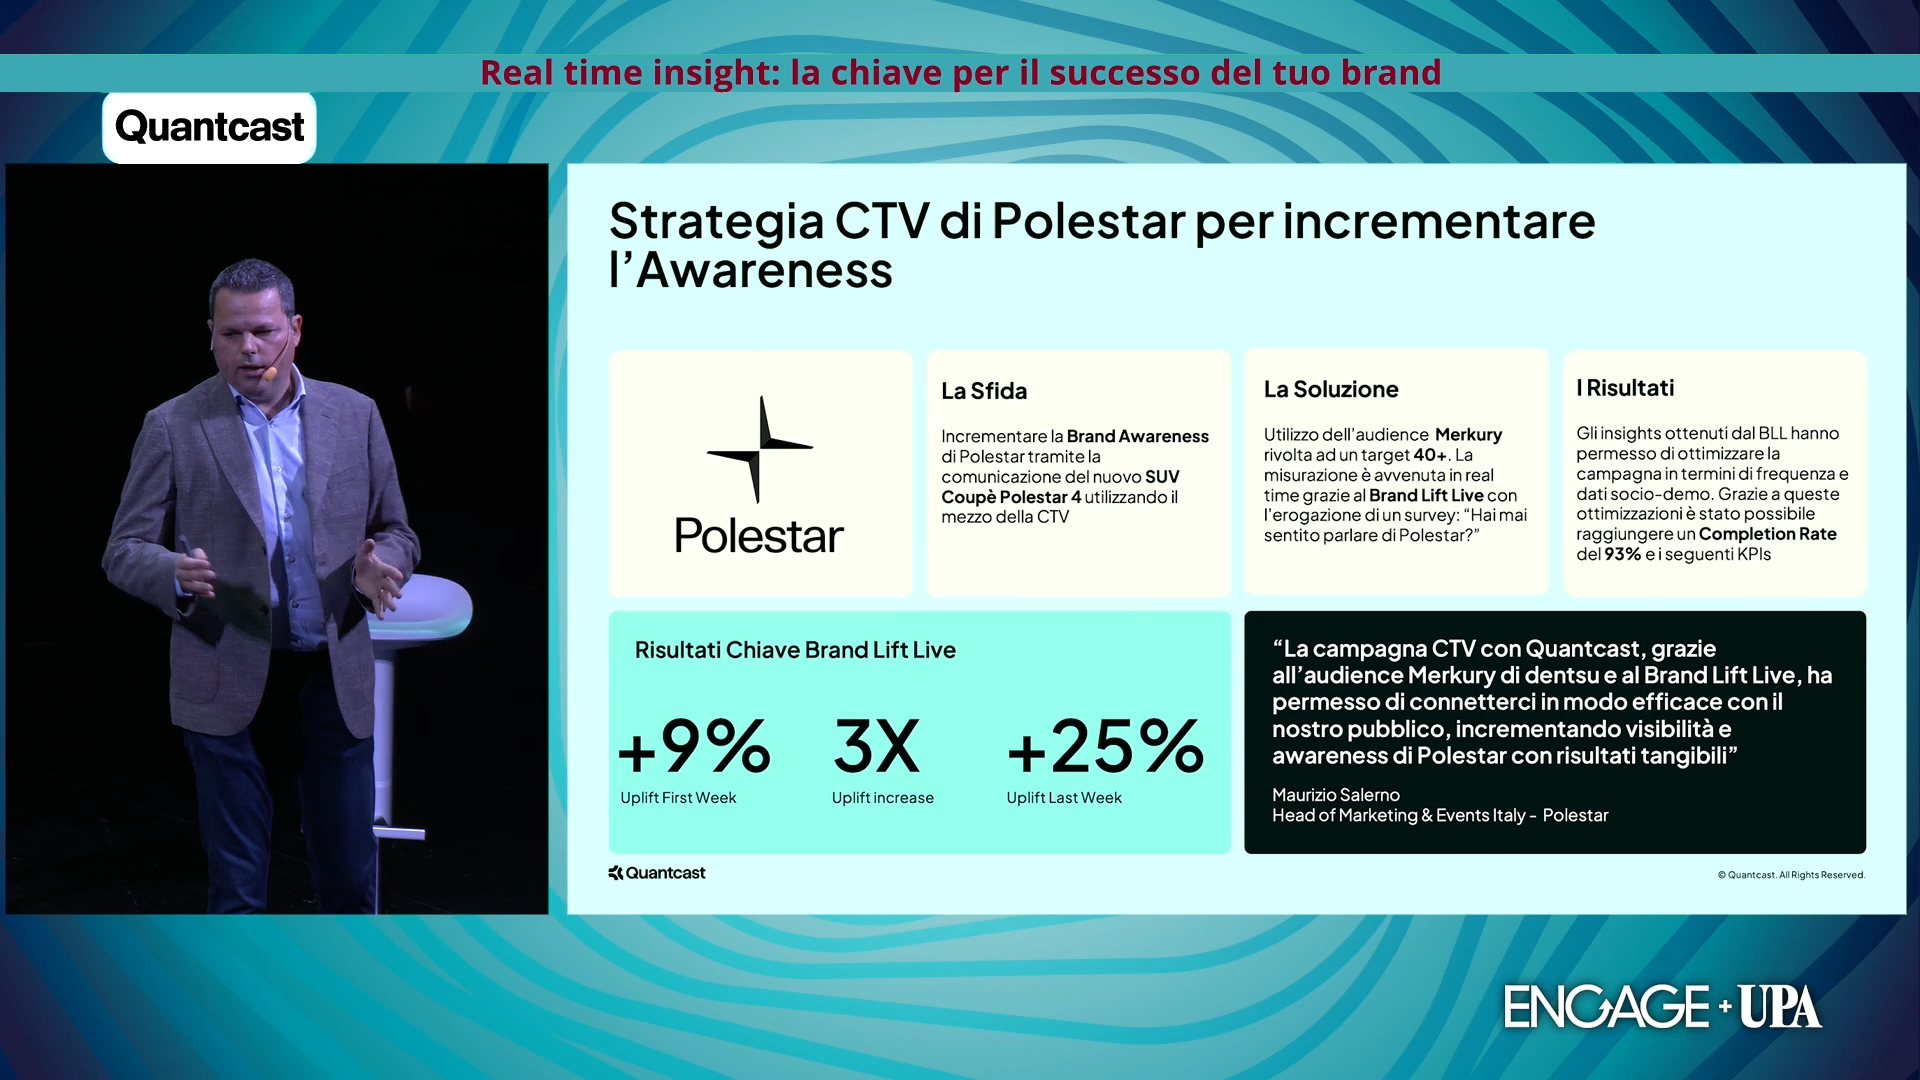 Real time insight: la chiave per il successo del tuo brand
Quantcast
Strategia CTV di Polestar per incrementare
l’Awareness
Polestar
La Sfida
Incrementare la Brand Awareness
di Polestar tramite la
comunicazione del nuovo SUV
Coupè Polestar 4 utilizzando il
mezzo della CTV
La Soluzione
Utilizzo dell’audience Merkury
rivolta ad un target 40+. La
misurazione è avvenuta in real
time grazie al Brand Lift Live con
l’erogazione di un survey: “Hai mai
sentito parlare di Polestar?”
I Risultati
Gli insights ottenuti dal BLL hanno
permesso di ottimizzare la
campagna in termini di frequenza e
dati socio-demo. Grazie a queste
ottimizzazioni è stato possibile
raggiungere un Completion Rate
del 93% e i seguenti KPIs
Risultati Chiave Brand Lift Live
+9% 3X +25%
Uplift First Week Uplift increase Uplift Last Week
“La campagna CTV con Quantcast, grazie
all’audience Merkury di dentsu e al Brand Lift Live, ha
permesso di connetterci in modo efficace con il
nostro pubblico, incrementando visibilità e
awareness di Polestar con risultati tangibili”
Maurizio Salerno
Head of Marketing & Events Italy - Polestar
Quantcast
© Quantcast. All Rights Reserved.
ENGAGE + UPA